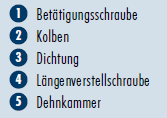 1 Betätigungsschraube
2 Kolben
3 Dichtung
4 Längenverstellschraube
5 Dehnkammer